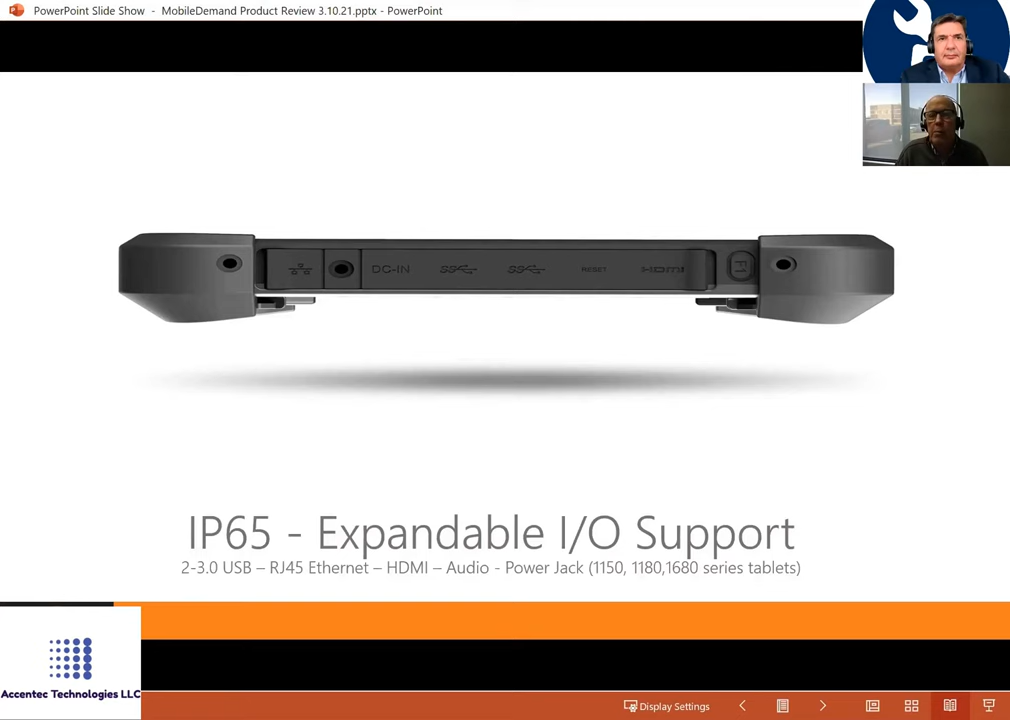 PowerPoint Slide Show - MobileDemand Product Review 3.10.21.pptx - PowerPoint
DC-IN
RESET
HDMI
F1
IP65 - Expandable I/O Support
2-3.0 USB – RJ45 Ethernet – HDMI – Audio - Power Jack (1150, 1180,1680 series tablets)
Accentec Technologies LLC
Display Settings